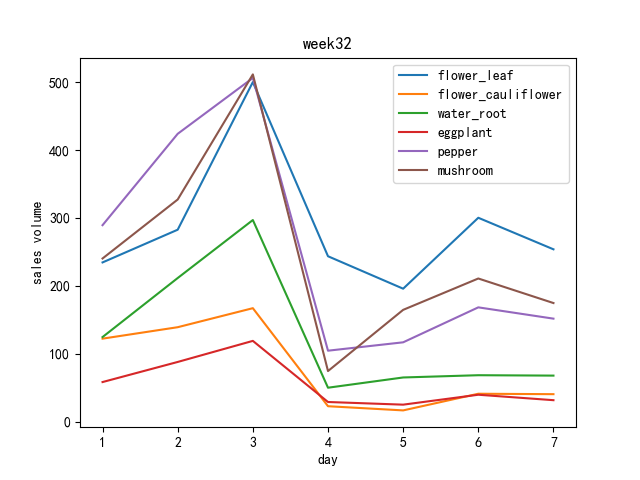 week32
flower_leaf
flower_cauliflower
water_root
eggplant
pepper
mushroom
sales volume
500
400
300
200
100
0
1 2 3 4 5 6 7
day